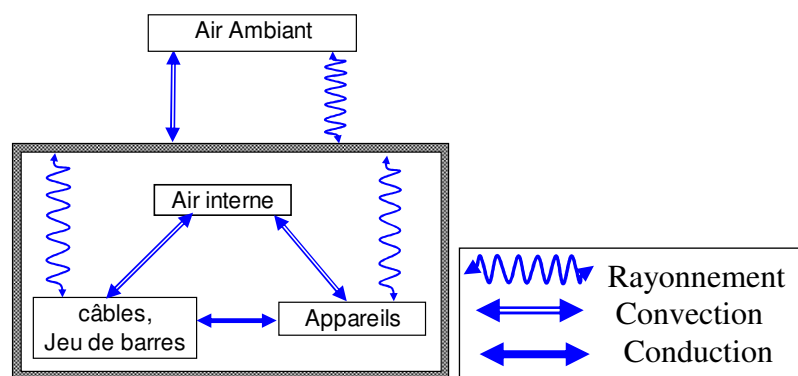 Air Ambiant
Air interne
câbles,
Jeu de barres
Appareils
Rayonnement
Convection
Conduction